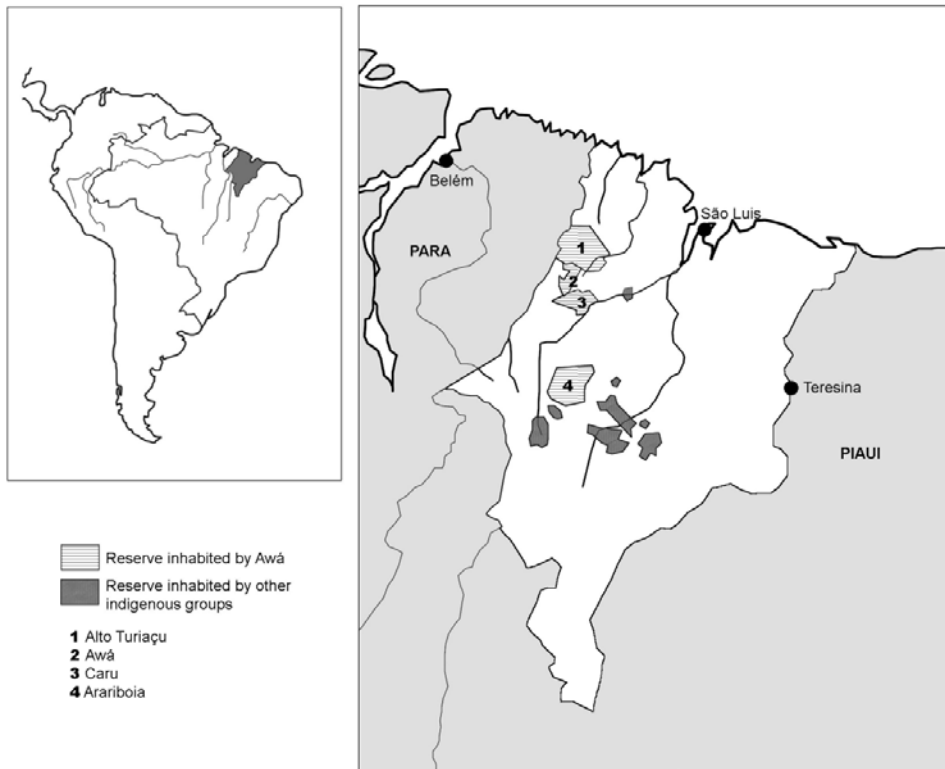 Belém
São Luis
PARA
1
2
3
4
Teresina
PIAUI
Reserve inhabited by Awá
Reserve inhabited by other
indigenous groups
1 Alto Turiaçu
2 Awá
3 Caru
4 Arariboia